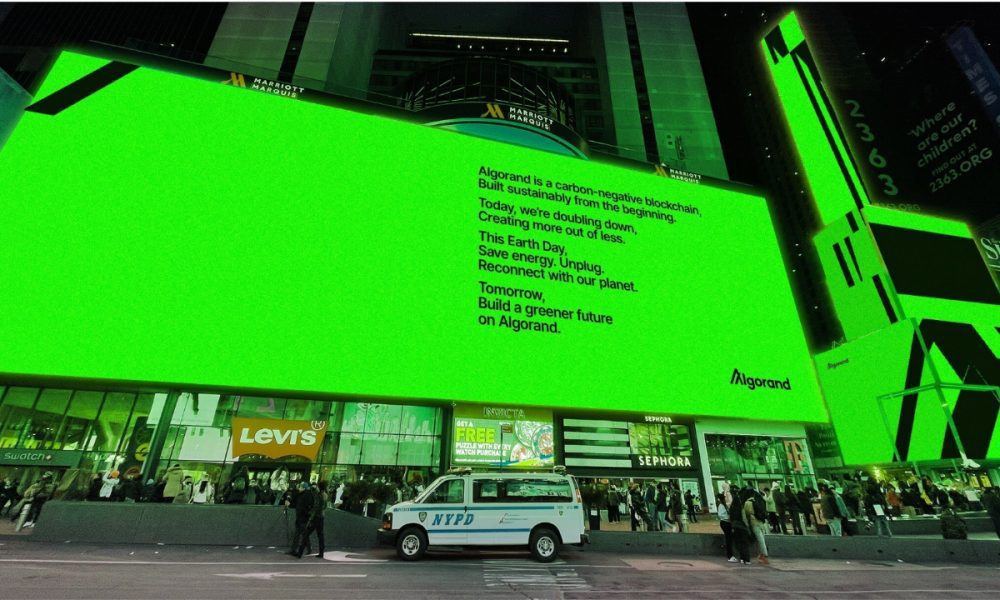 MARRIOTT
MARQUIS
MARRIOTT
MARQUIS
MARRIOTT
MARQUIS
Algorand is a carbon-negative blockchain,
Built sustainably from the beginning.
Today, we're doubling down,
Creating more out of less.
This Earth Day,
Save energy. Unplug.
Reconnect with our planet.
Tomorrow,
Build a greener future
on Algorand.
Algorand
2363
Where
are our
children?
FIND OUT AT
2363.ORG
Algorand
swatch
LEVI'S
INVICTA
GET A
FREE
PUZZLE WITH EVERY
WATCH PURCHASE
SEPHORA
SEPHORA
NYPD